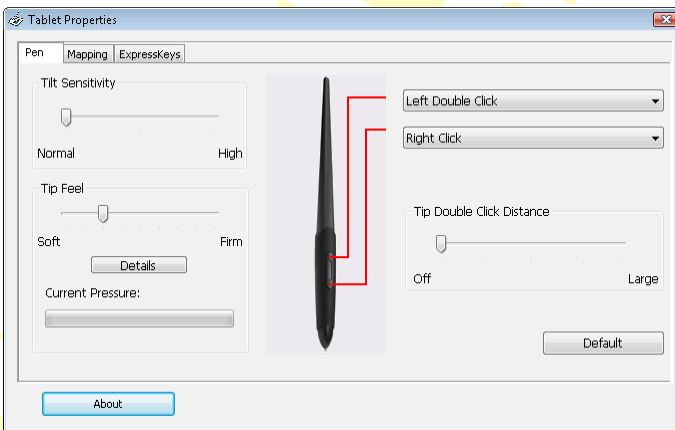 Tablet Properties
Pen Mapping ExpressKeys
Tilt Sensitivity
Normal High
Tip Feel
Soft Firm
Details
Current Pressure:
Left Double Click
Right Click
Tip Double Click Distance
Off Large
Default
About